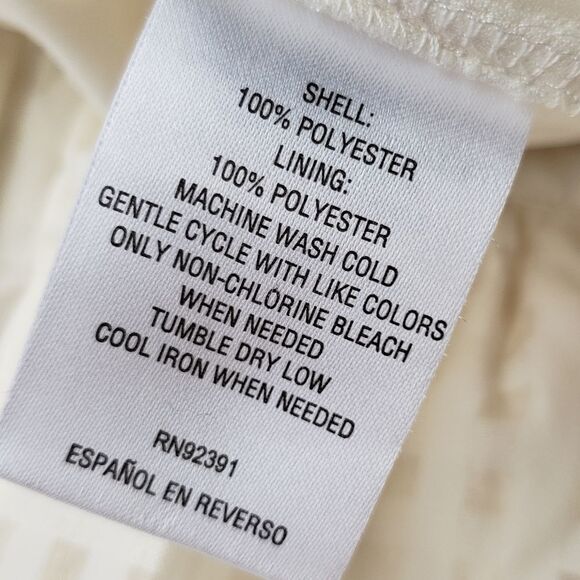 SHELL:
100% POLYESTER
LINING:
100% POLYESTER
MACHINE WASH COLD
GENTLE CYCLE WITH LIKE COLORS
ONLY NON-CHLORINE BLEACH
WHEN NEEDED
TUMBLE DRY LOW
COOL IRON WHEN NEEDED
RN92391
ESPAÑOL EN REVERSO